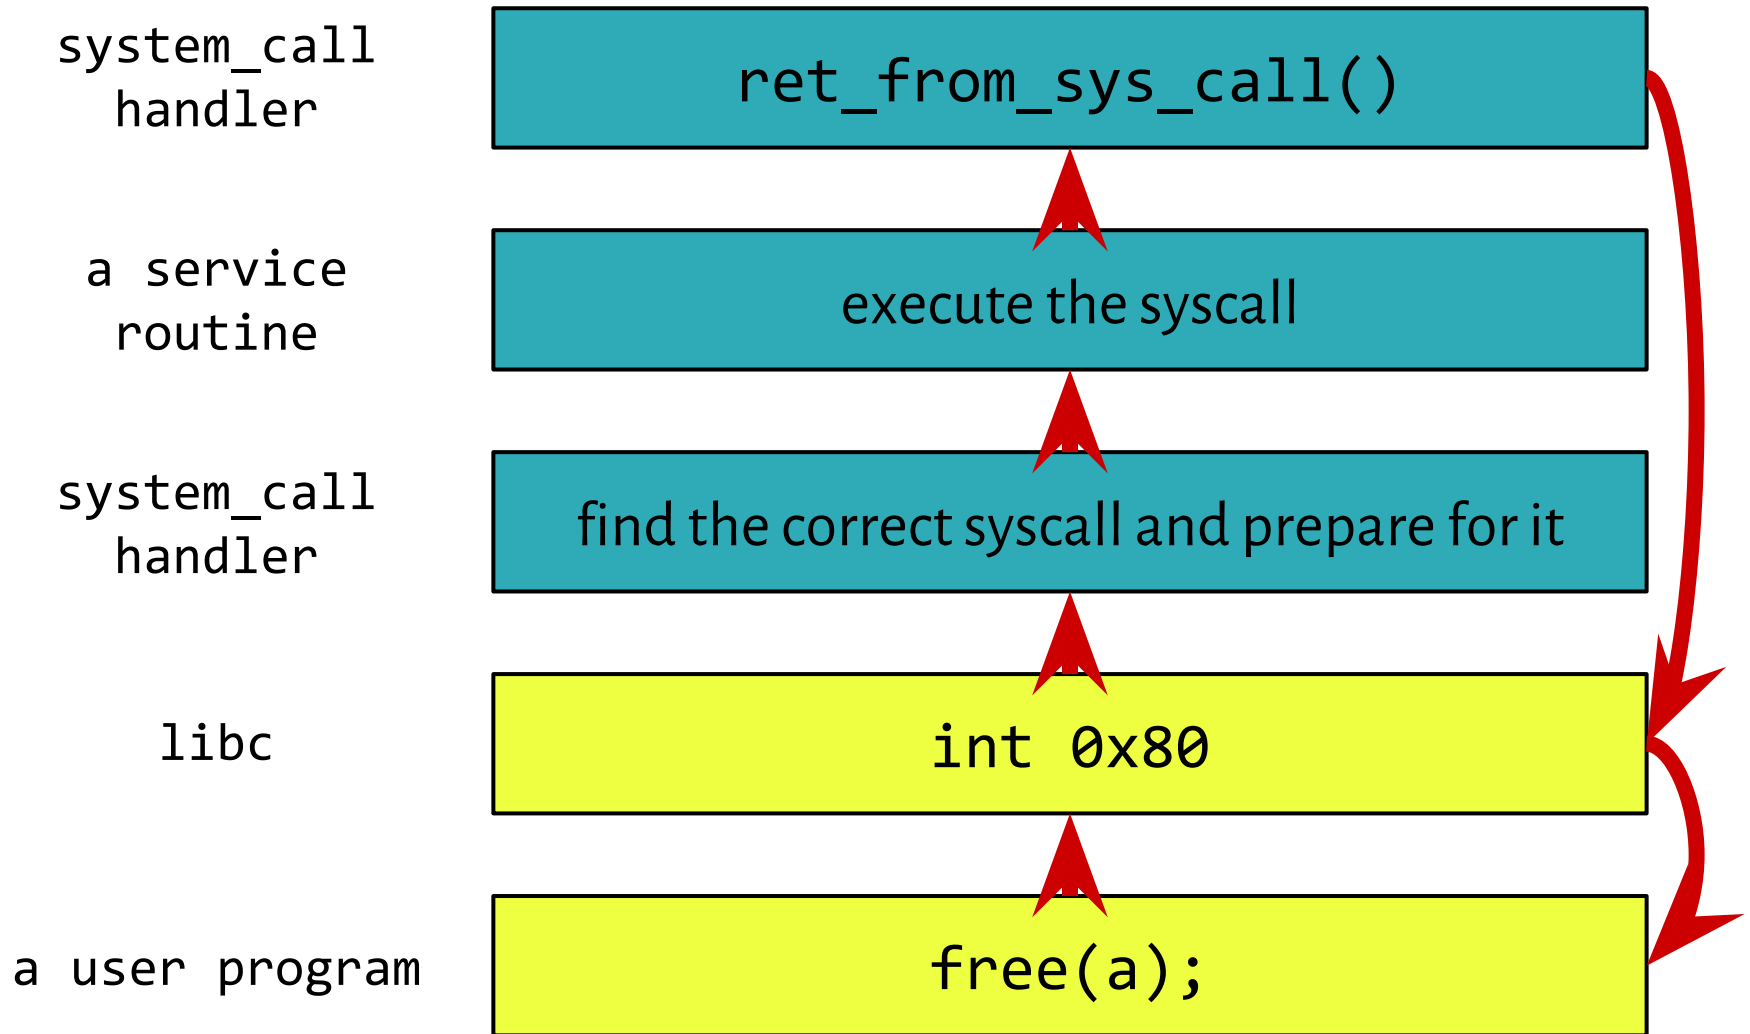 system_call
handler
ret_from_sys_call()
a service
routine
execute the syscall
system_call
handler
find the correct syscall and prepare for it
libc
int 0x80
a user program
free(a);